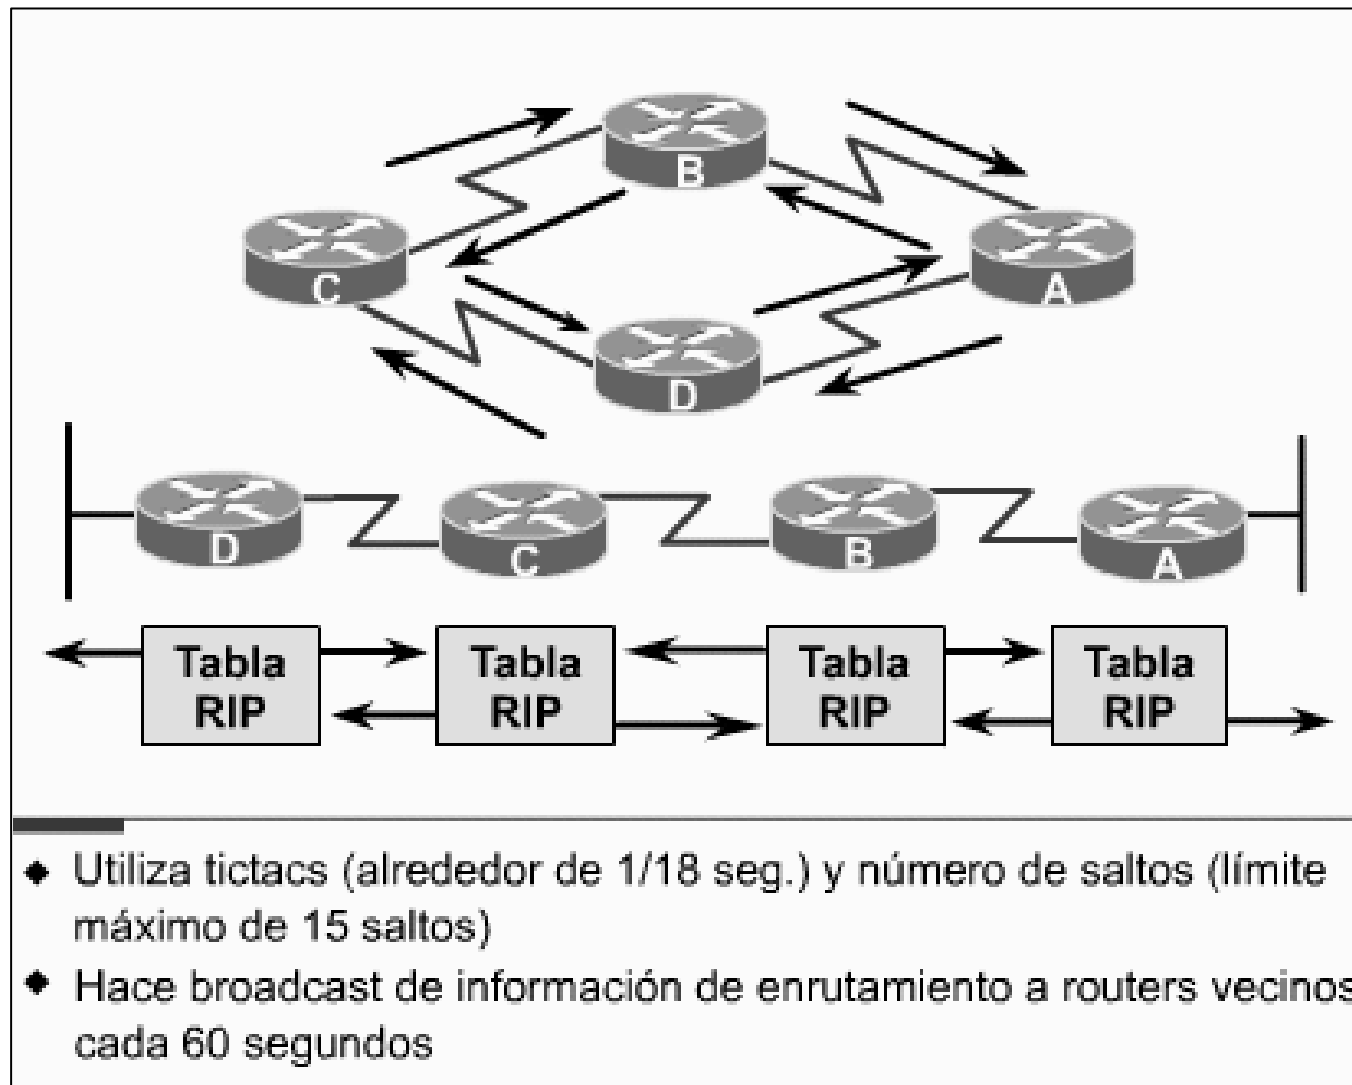 B
C
A
D
D
C
B
A
Tabla
RIP
Tabla
RIP
Tabla
RIP
Tabla
RIP
Utiliza tictacs (alrededor de 1/18 seg.) y número de saltos (límite
máximo de 15 saltos)
Hace broadcast de información de enrutamiento a routers vecinos
cada 60 segundos